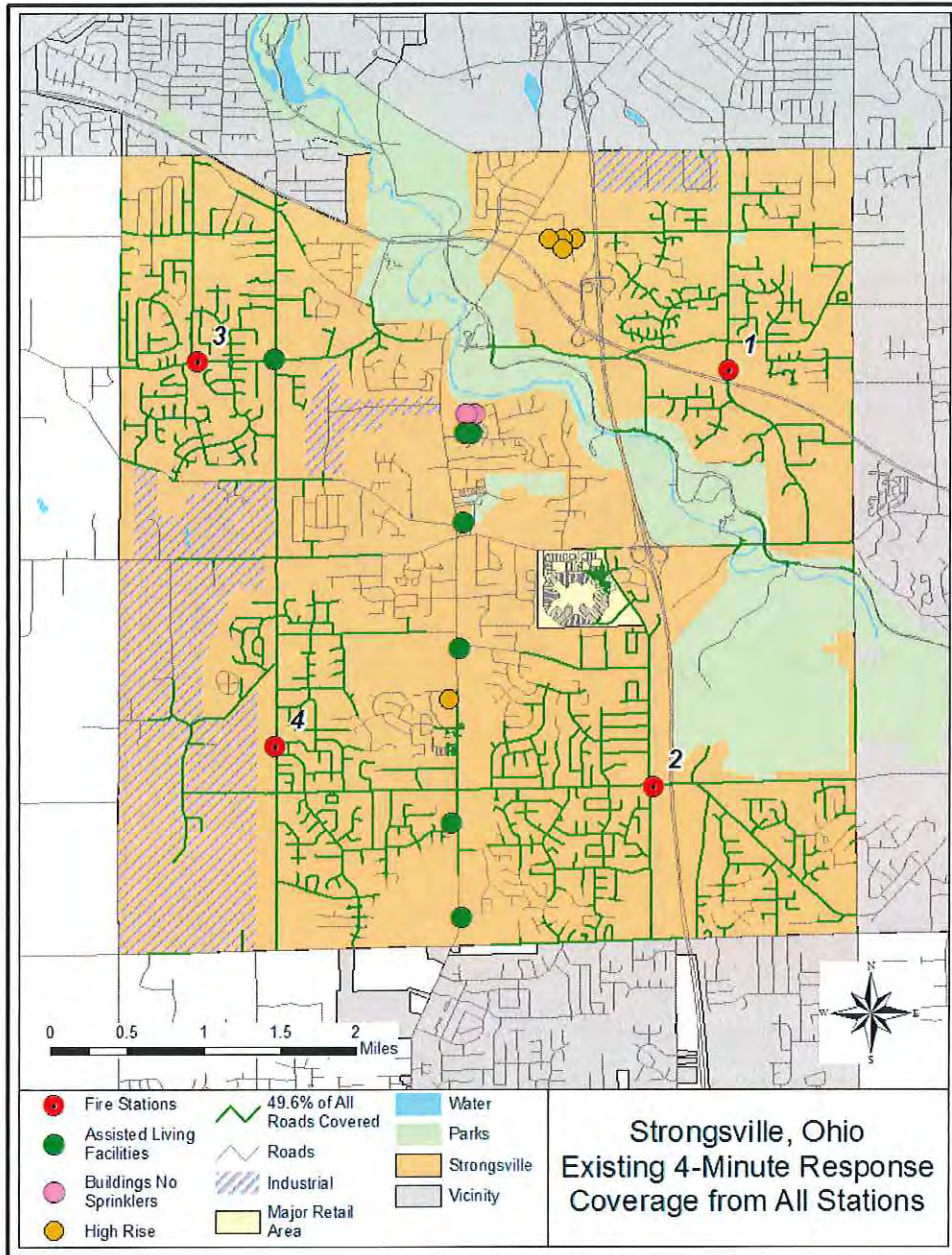 3
1
4
2
N
W
E
S
0 0.5 1 1.5 2
Miles
Fire Stations
Assisted Living
Facilities
Buildings No
Sprinklers
High Rise
49.6% of All
Roads Covered
Roads
Industrial
Major Retail
Area
Water
Parks
Strongsville
Vicinity
Strongsville, Ohio
Existing 4-Minute Response
Coverage from All Stations